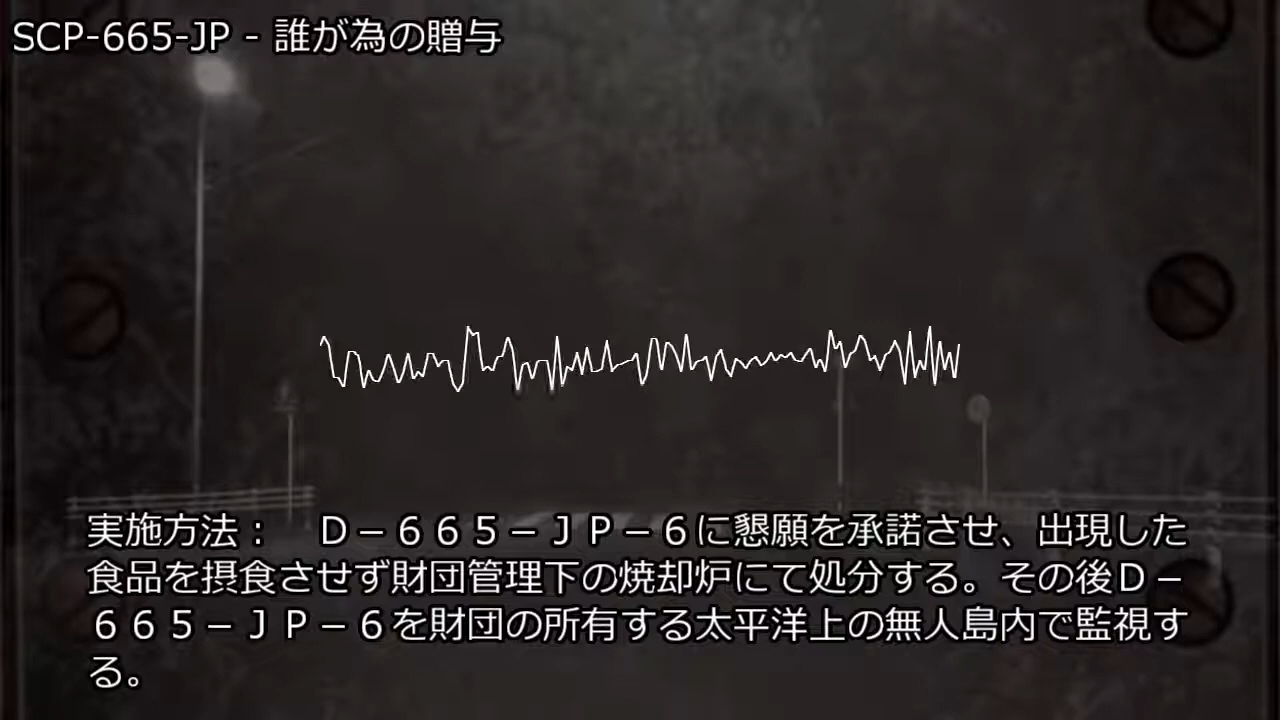 SCP-665-JP - 誰が為の贈与
実施方法：　Ｄ－６６５－ＪＰ－６に懇願を承諾させ、出現した
食品を摂食させず財団管理下の焼却炉にて処分する。その後Ｄ－
６６５－ＪＰ－６を財団の所有する太平洋上の無人島内で監視す
る。